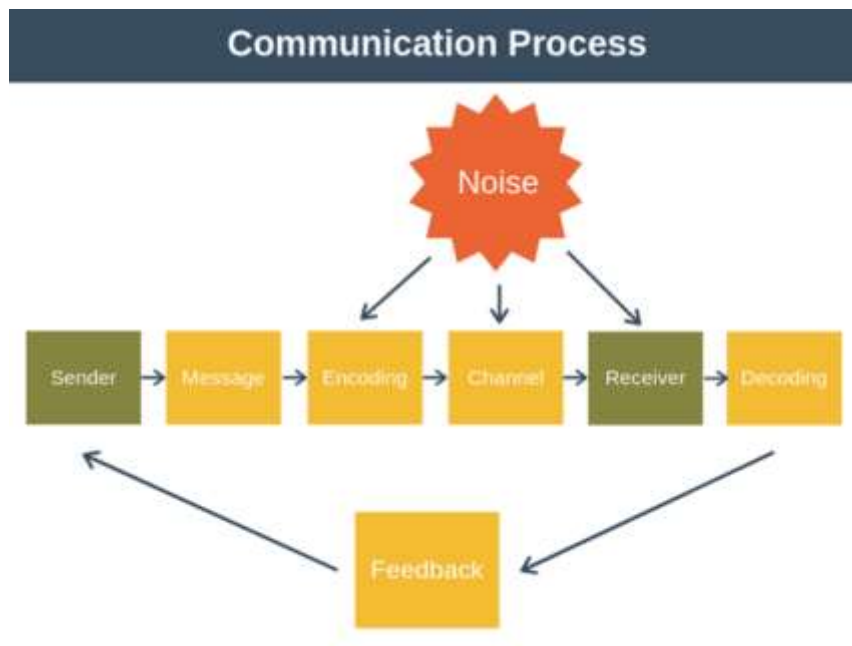 Communication Process
Noise
Sender
Message
Encoding
Channel
Receiver
Decoding
Feedback